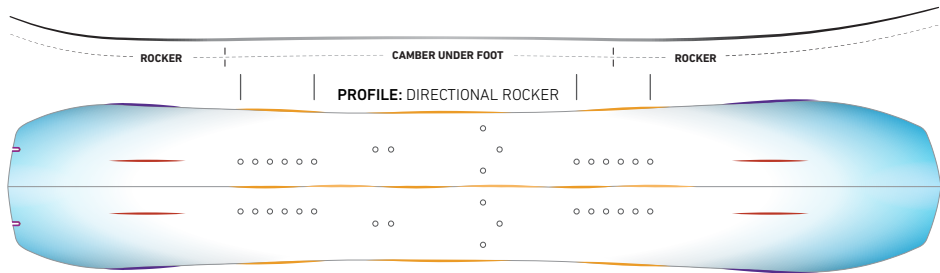 ROCKER CAMBER UNDER FOOT ROCKER
PROFILE: DIRECTIONAL ROCKER